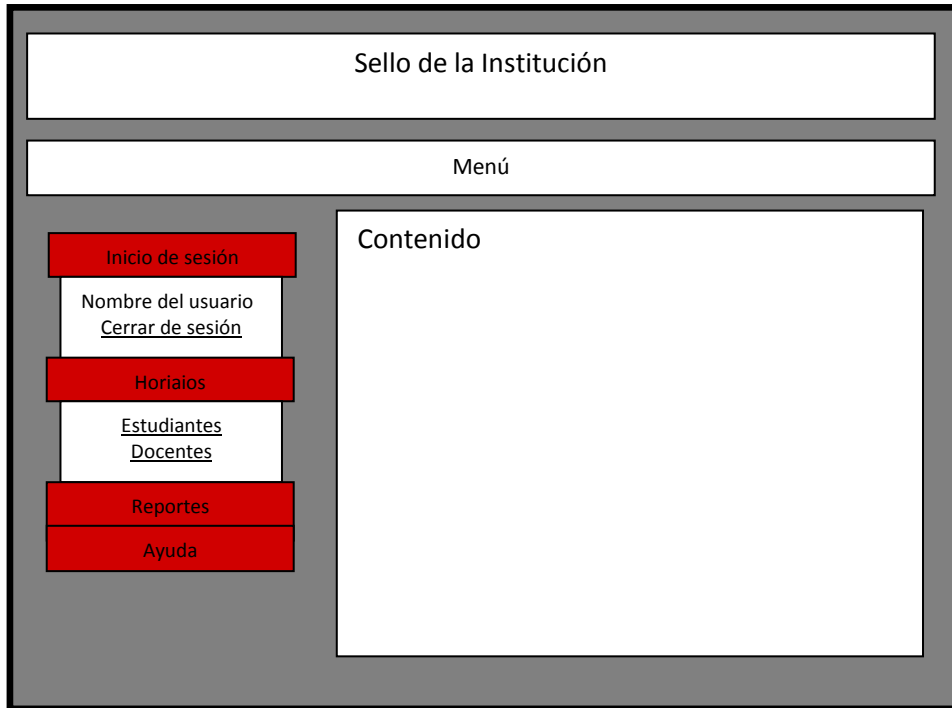 Sello de la Institución
Menú
Inicio de sesión
Nombre del usuario
Cerrar de sesión
Horiaios
Estudiantes
Docentes
Reportes
Ayuda
Contenido